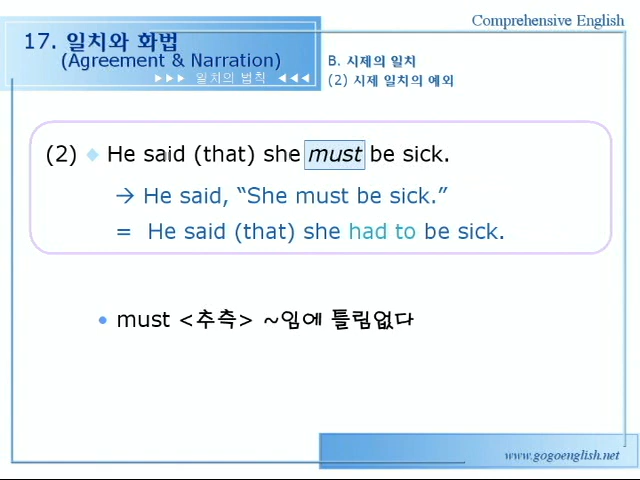 Comprehensive English
17. 일치와 화법
(Agreement & Narration)
▶▶▶ 일치의 법칙 ◀◀◀
B. 시제의 일치
(2) 시제 일치의 예외
(2) ◆ He said (that) she must be sick.
→ He said, “She must be sick.”
= He said (that) she had to be sick.
• must <추측> ~임에 틀림없다
www.gogoenglish.net